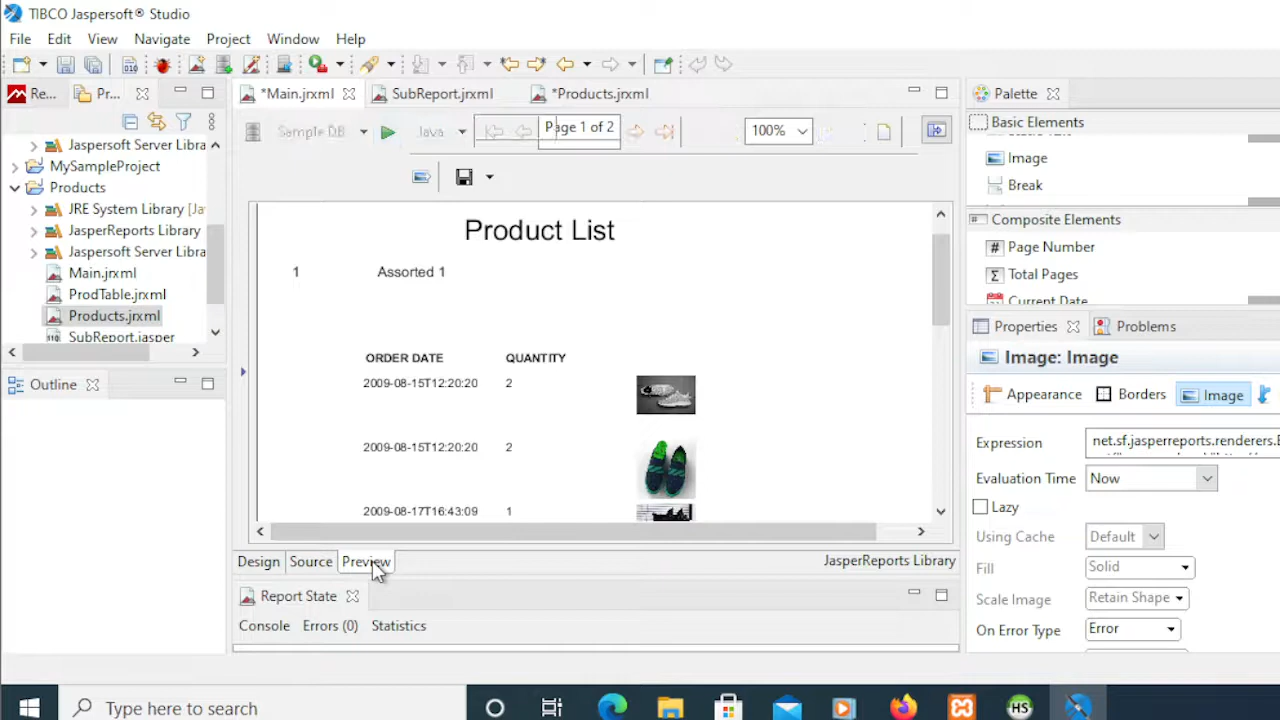 TIBCO Jaspersoft® Studio
File Edit View Navigate Project Window Help
Re... Pr...
*Main.jrxml SubReport.jrxml *Products.jrxml
Palette
Sample DB Java Page 1 of 2 100%
Basic Elements
Image
Break
Composite Elements
# Page Number
Σ Total Pages
Current Date
Jaspersoft Server Libra
MySampleProject
Products
JRE System Library [Ja
JasperReports Library
Jaspersoft Server Libra
Main.jrxml
ProdTable.jrxml
Products.jrxml
SubReport.jasper
Outline
Product List
1 Assorted 1
ORDER DATE QUANTITY
2009-08-15T12:20:20 2
2009-08-15T12:20:20 2
2009-08-17T16:43:09 1
Design Source Preview JasperReports Library
Report State
Console Errors (0) Statistics
Properties Problems
Image: Image
Appearance Borders Image
Expression net.sf.jasperreports.renderers.
Evaluation Time Now
Lazy
Using Cache Default
Fill Solid
Scale Image Retain Shape
On Error Type Error
Type here to search
HS